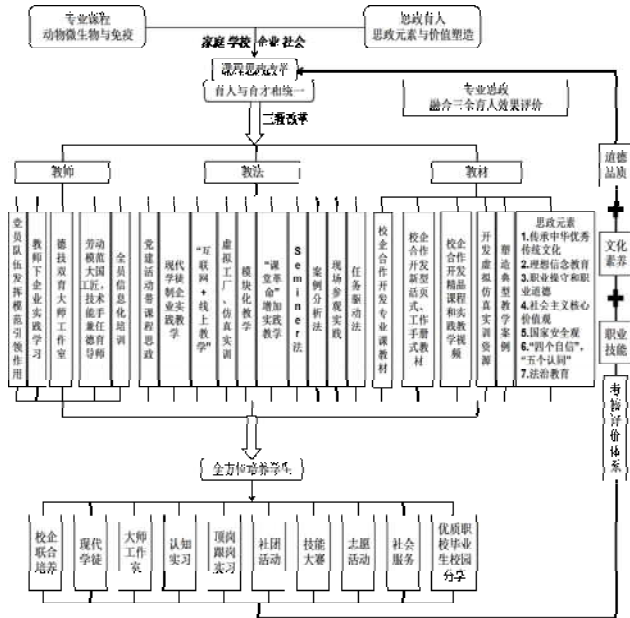 专业课程
动物微生物与免疫
思政育人
思政元素与价值塑造
家庭 学校 企业 社会
课程思政改革
育人与育才相统一
专业思政
融合三全育人效果评价
三教改革
教师
教法
教材
道德
品质
文化
素养
职业
技能
考核评价体系
党员队伍发挥模范引领作用
教师下企业实践学习
德技双育大师工作室
劳动模范大国工匠,技术能手兼任德育导师
全员信息化培训
党建活动带课程思政
现代学徒制企业实践教学
“互联网+线上教学”
虚拟工厂、仿真实训
模块化教学
“课堂革命”增加实践教学
Seminer法
案例分析法
现场参观实践
任务驱动法
校企合作开发专业课教材
校企合作开发新型活页式、工作手册式教材
校企合作开发精品课程和实践教学视频
开发虚拟仿真实训资源
塑造典型教学案例
思政元素
1.传承中华优秀
传统文化
2.理想信念教育
3.职业操守和职
业道德
4.社会主义核心
价值观
5.国家安全观
6.“四个自信”，
“五个认同”
7.法治教育
全方位培养学生
校企
联合
培养
现代
学徒
大师
工作
室
认知
实习
顶岗
跟岗
实习
社团
活动
技能
大赛
志愿
活动
社会
服务
优质职
校毕业
生校园
分享